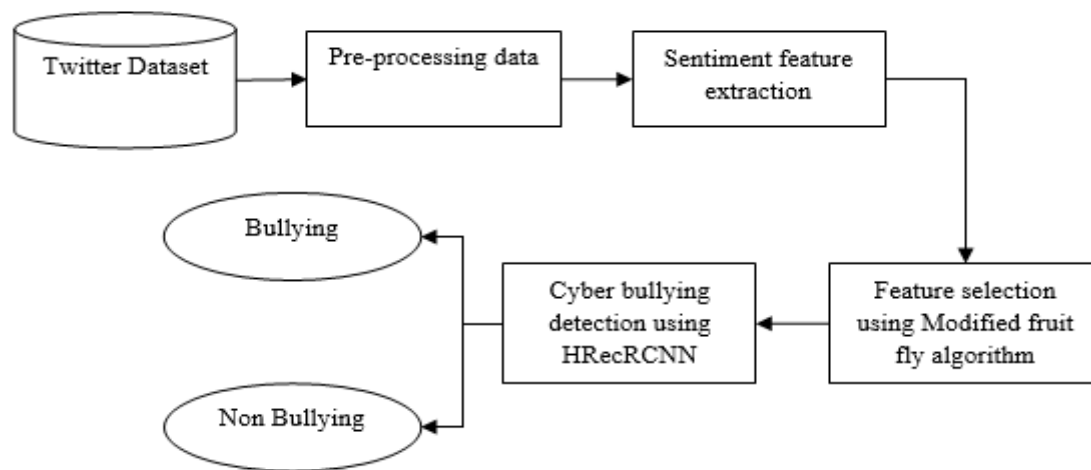 Twitter Dataset
Pre-processing data
Sentiment feature
extraction
Feature selection
using Modified fruit
fly algorithm
Cyber bullying
detection using
HRecRCNN
Bullying
Non Bullying